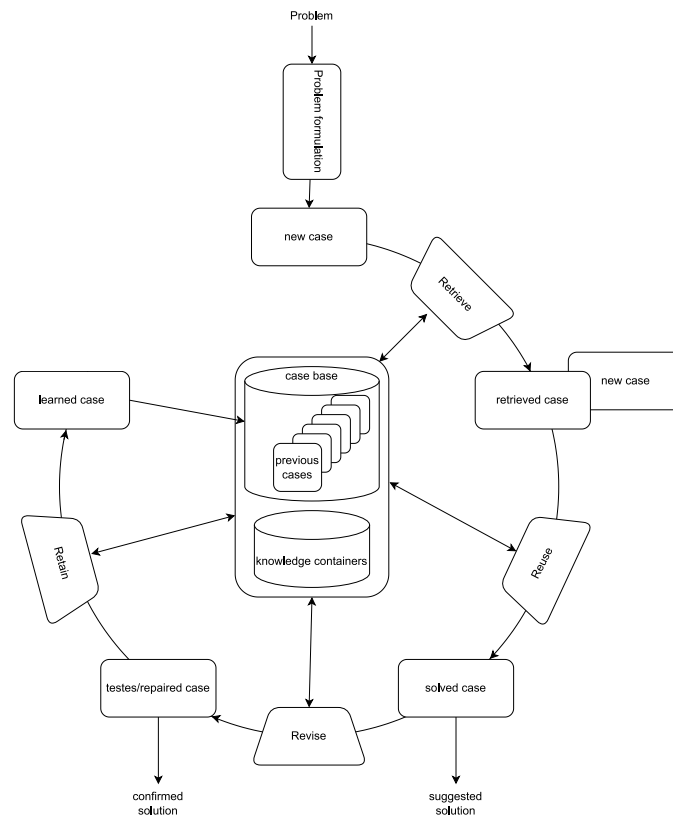 Problem
Problem formulation
new case
Retrieve
case base
learned case
retrieved case
new case
previous
cases
Retain
knowledge containers
Reuse
testes/repaired case
solved case
Revise
confirmed
solution
suggested
solution